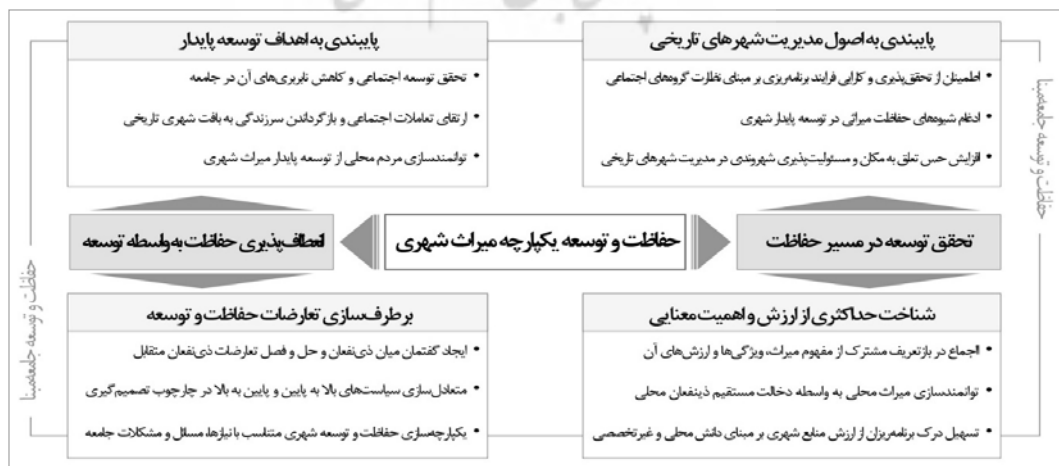 پایبندی به اصول مدیریت شهرهای تاریخی
• اطمینان از تحقق‌پذیری و کارایی فرایند برنامه‌ریزی بر مبنای نظارت گروه‌های اجتماعی
• ادغام شیوه‌های حفاظت میراثی در توسعه پایدار شهری
• افزایش حس تعلق به مکان و مسئولیت‌پذیری شهروندی در مدیریت شهرهای تاریخی
پایبندی به اهداف توسعه پایدار
• تحقق توسعه اجتماعی و کاهش نابربری‌های آن در جامعه
• ارتقای تعاملات اجتماعی و بازگرداندن سرزندگی به بافت شهری تاریخی
• توانمندسازی مردم محلی از توسعه پایدار میراث شهری
حفاظت و توسعه جامعه‌مبنا
تحقق توسعه در مسیر حفاظت
حفاظت و توسعه یکپارچه میراث شهری
انعطاف‌پذیری حفاظت به‌واسطه توسعه
حفاظت و توسعه جامعه‌مبنا
شناخت حداکثری از ارزش و اهمیت معنایی
• اجماع در بازتعریف مشترک از مفهوم میراث، ویژگی‌ها و ارزش‌های آن
• توانمندسازی میراث محلی به واسطه دخالت مستقیم ذینفعان محلی
• تسهیل درک برنامه‌ریزان از ارزش منابع شهری بر مبنای دانش محلی و غیرتخصصی
برطرف‌سازی تعارضات حفاظت و توسعه
• ایجاد گفتمان میان ذی‌نفعان و حل و فصل تعارضات ذی‌نفعان متقابل
• متعادل‌سازی سیاست‌های بالا به پایین و پایین به بالا در چارچوب تصمیم‌گیری
• یکپارچه‌سازی حفاظت و توسعه شهری متناسب با نیازها، مسائل و مشکلات جامعه